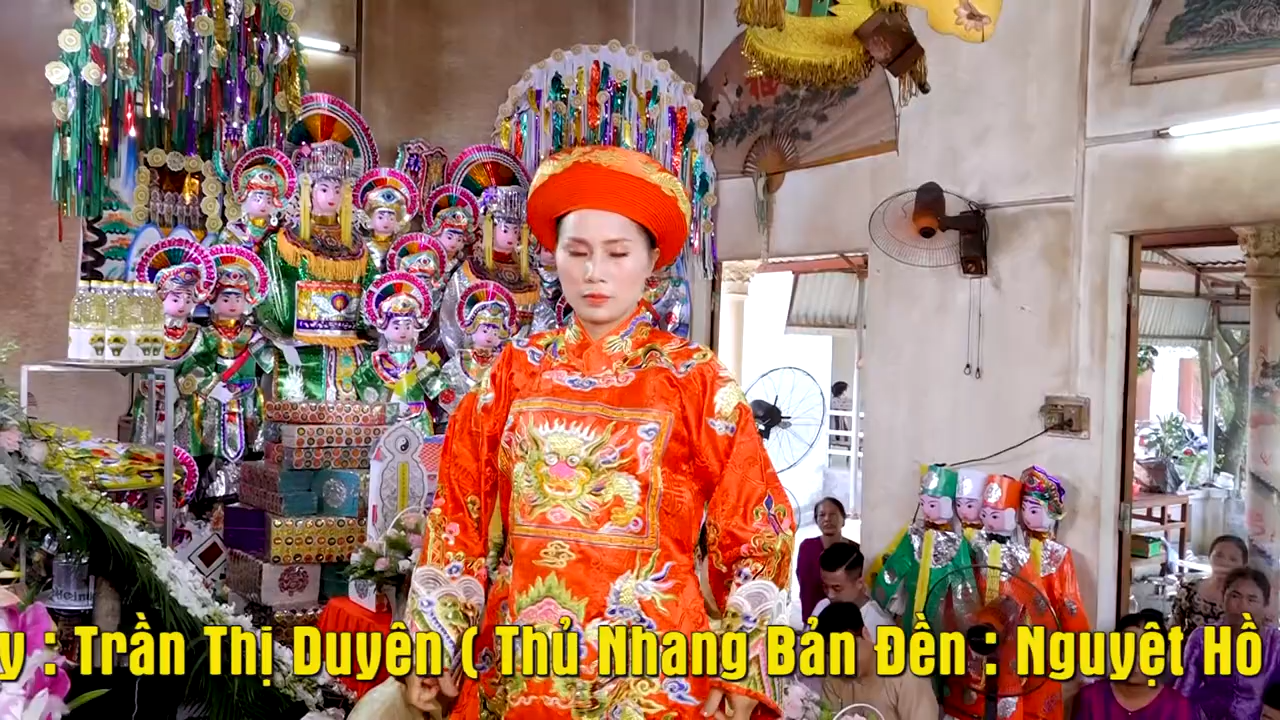 y : Trần Thị Duyên ( Thủ Nhang Bản Đền : Nguyệt Hồ